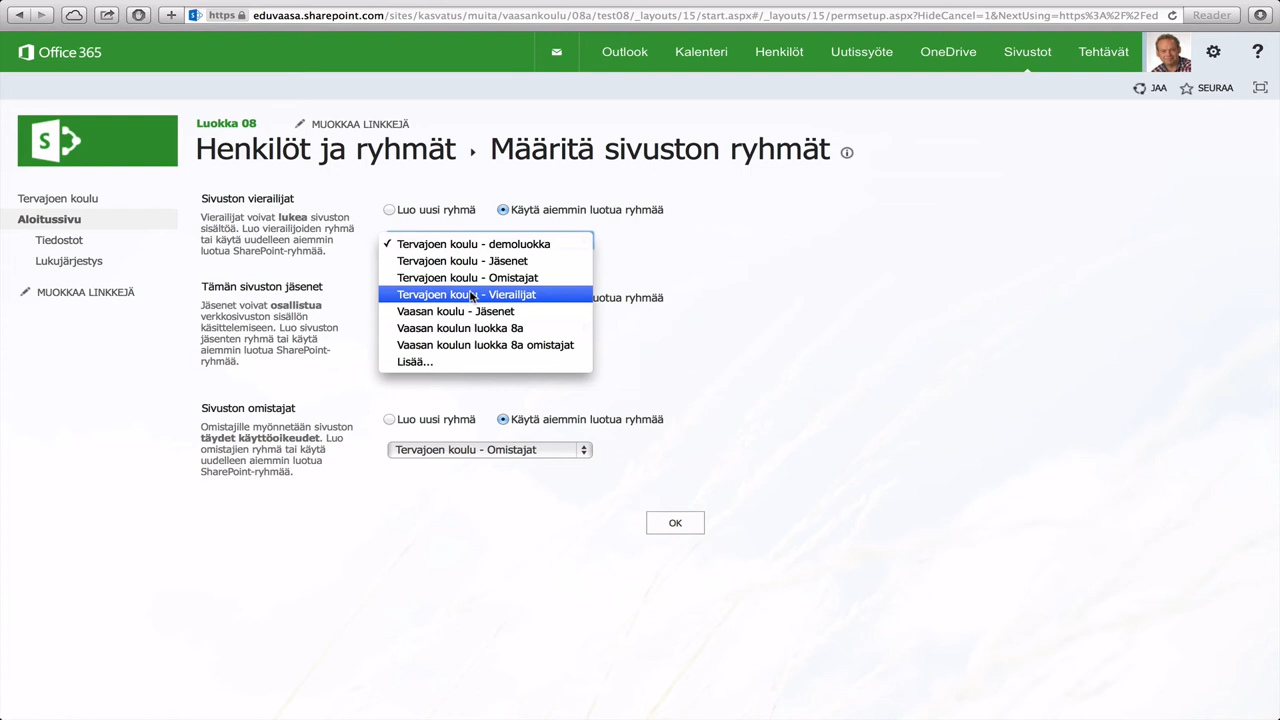 https eduvaasa.sharepoint.com/sites/kasvatus/muita/vaasankoulu/08a/test08/_layouts/15/start.aspx#/_layouts/15/permsetup.aspx?HideCancel=1&NextUsing=https%3A%2F%2Fed Reader
Office 365 Outlook Kalenteri Henkilöt Uutissyöte OneDrive Sivustot Tehtävät ?
JAA SEURAA
S
Luokka 08 MUOKKAA LINKKEJÄ
Henkilöt ja ryhmät ▸ Määritä sivuston ryhmät
Tervajoen koulu
Aloitussivu
Tiedostot
Lukujärjestys
MUOKKAA LINKKEJÄ
Sivuston vierailijat
Vierailijat voivat lukea sivuston
sisältöä. Luo vierailijoiden ryhmä
tai käytä uudelleen aiemmin
luotua SharePoint-ryhmää.
Luo uusi ryhmä Käytä aiemmin luotua ryhmää
✓ Tervajoen koulu - demoluokka
Tervajoen koulu - Jäsenet
Tervajoen koulu - Omistajat
Tervajoen koulu - Vierailijat
Vaasan koulu - Jäsenet
Vaasan koulun luokka 8a
Vaasan koulun luokka 8a omistajat
Lisää...
Tämän sivuston jäsenet
Jäsenet voivat osallistua
verkkosivuston sisällön
käsittelemiseen. Luo sivuston
jäsenten ryhmä tai käytä
aiemmin luotua SharePoint-
ryhmää.
uotua ryhmää
Sivuston omistajat
Omistajille myönnetään sivuston
täydet käyttöoikeudet. Luo
omistajien ryhmä tai käytä
uudelleen aiemmin luotua
SharePoint-ryhmää.
Luo uusi ryhmä Käytä aiemmin luotua ryhmää
Tervajoen koulu - Omistajat
OK